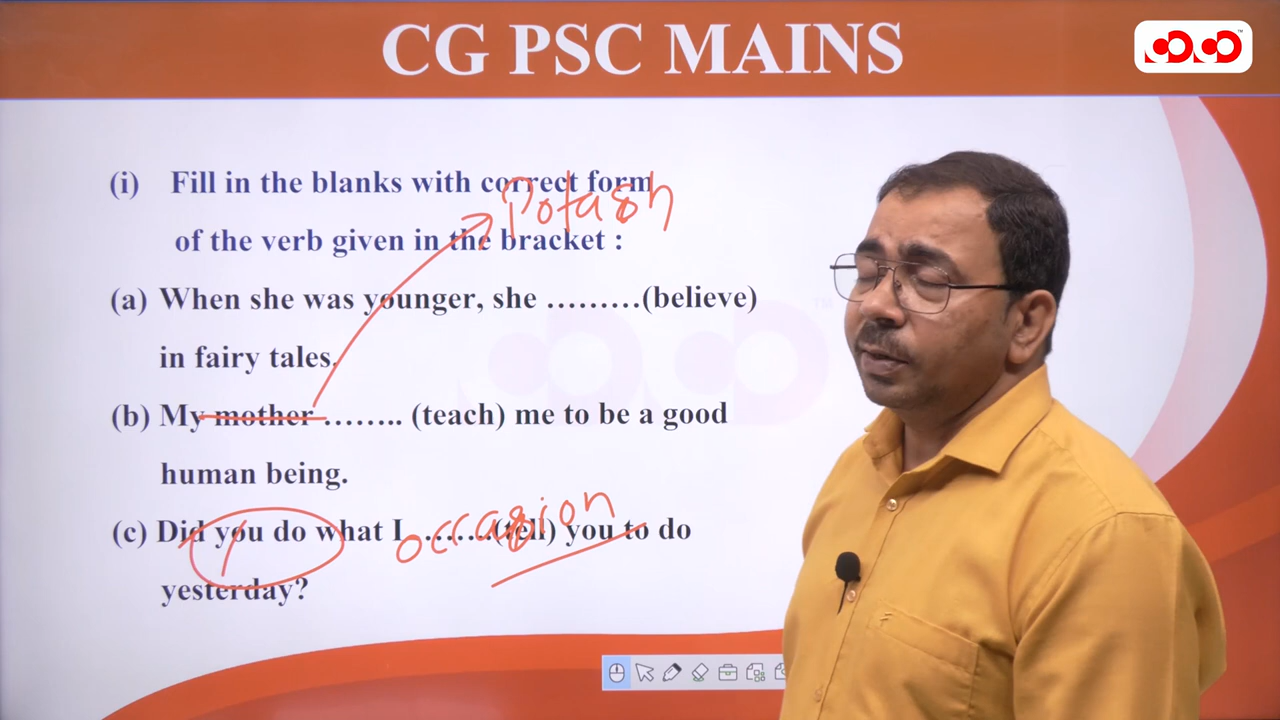 CG PSC MAINS
(i) Fill in the blanks with correct form
Potash
of the verb given in the bracket :
(a) When she was younger, she ………(believe)
in fairy tales.
(b) My mother …….. (teach) me to be a good
human being.
occasion
(c) Did you do what I ………(tell) you to do
yesterday?